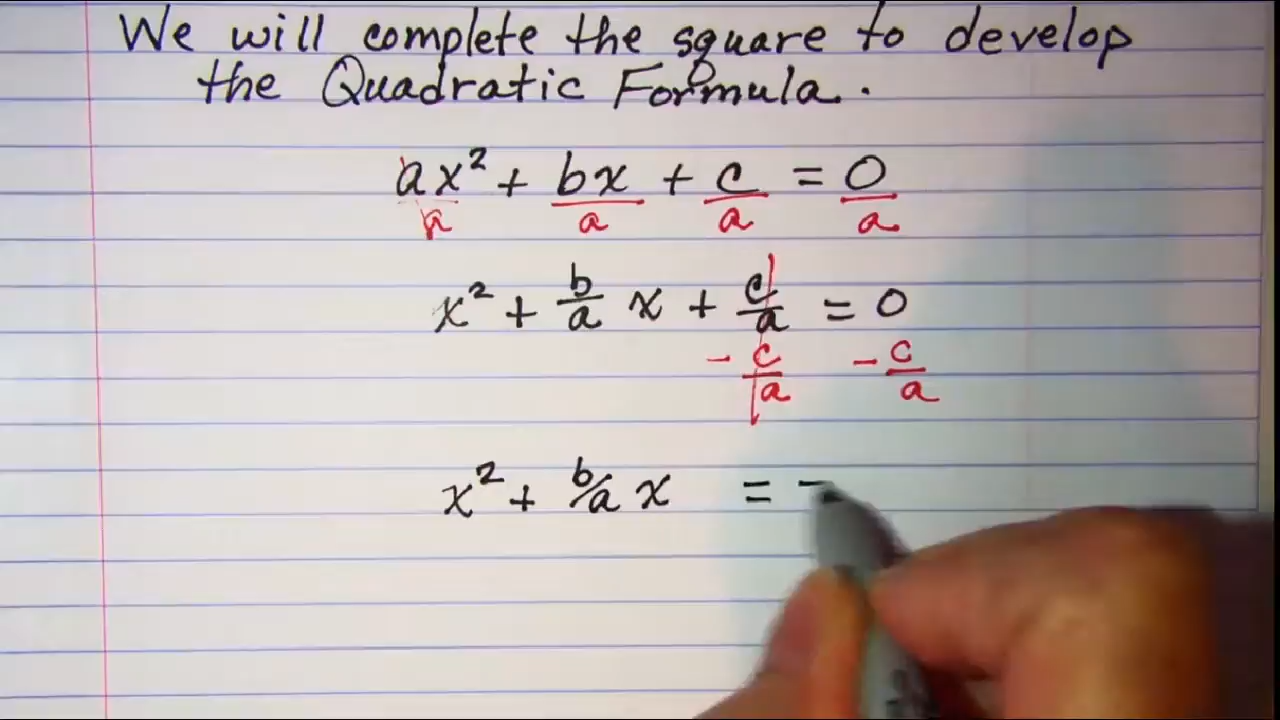 We will complete the square to develop
the Quadratic Formula.
ax² + bx + c = 0
a a a a
x² + b/a x + c/a = 0
- c/a - c/a
x² + b/a x = -